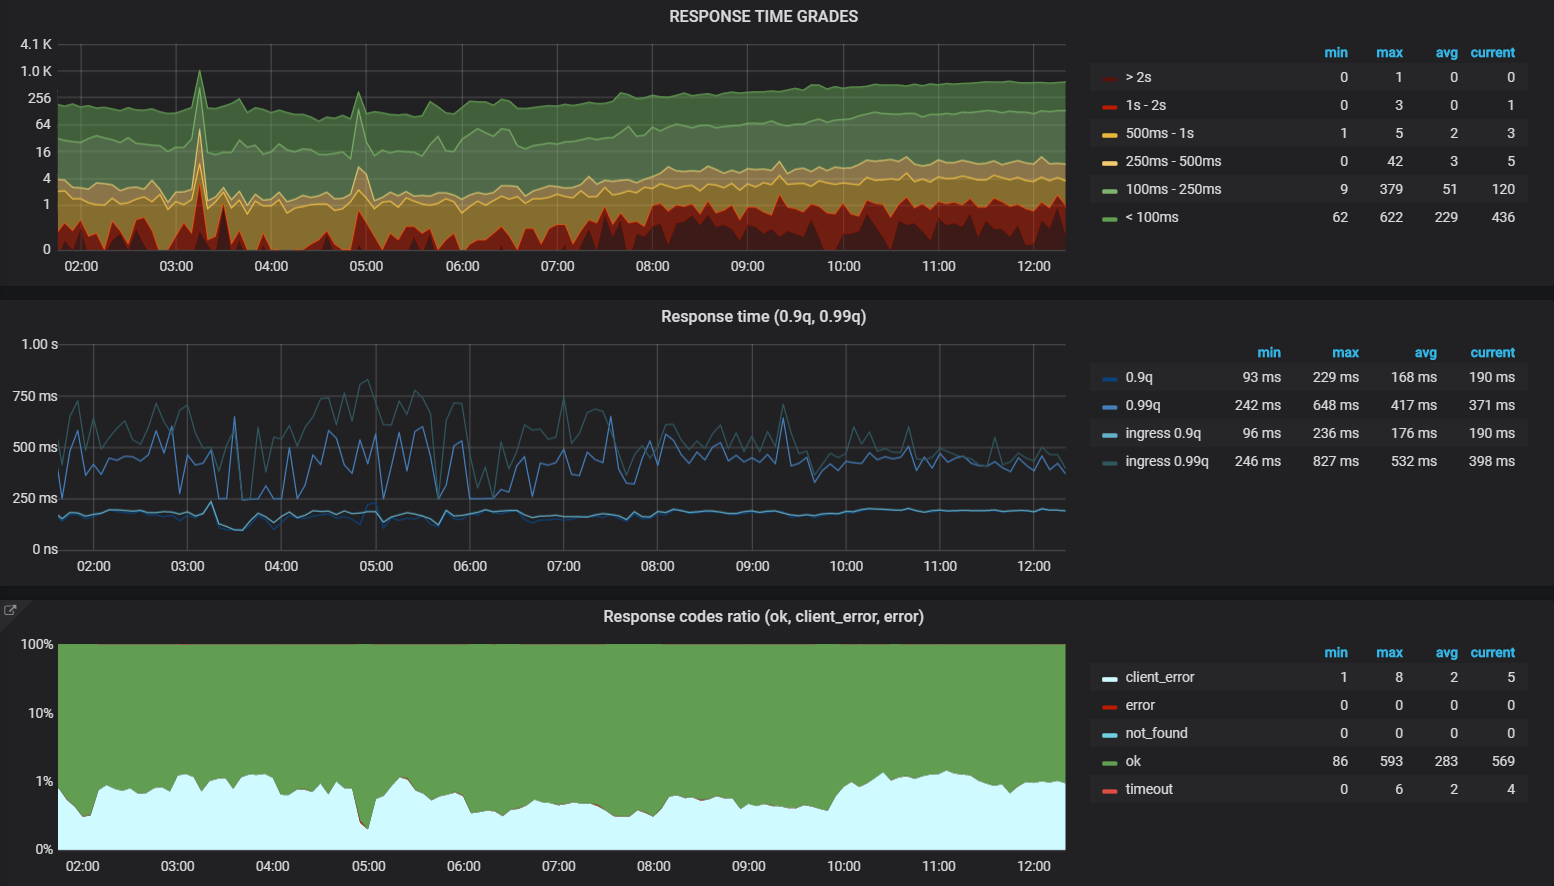 RESPONSE TIME GRADES
4.1 K
1.0 K
256
64
16
4
1
0
02:00 03:00 04:00 05:00 06:00 07:00 08:00 09:00 10:00 11:00 12:00
min max avg current
> 2s 0 1 0 0
1s - 2s 0 3 0 1
500ms - 1s 1 5 2 3
250ms - 500ms 0 42 3 5
100ms - 250ms 9 379 51 120
< 100ms 62 622 229 436
Response time (0.9q, 0.99q)
1.00 s
750 ms
500 ms
250 ms
0 ns
02:00 03:00 04:00 05:00 06:00 07:00 08:00 09:00 10:00 11:00 12:00
min max avg current
0.9q 93 ms 229 ms 168 ms 190 ms
0.99q 242 ms 648 ms 417 ms 371 ms
ingress 0.9q 96 ms 236 ms 176 ms 190 ms
ingress 0.99q 246 ms 827 ms 532 ms 398 ms
Response codes ratio (ok, client_error, error)
100%
10%
1%
0%
02:00 03:00 04:00 05:00 06:00 07:00 08:00 09:00 10:00 11:00 12:00
min max avg current
client_error 1 8 2 5
error 0 0 0 0
not_found 0 0 0 0
ok 86 593 283 569
timeout 0 6 2 4